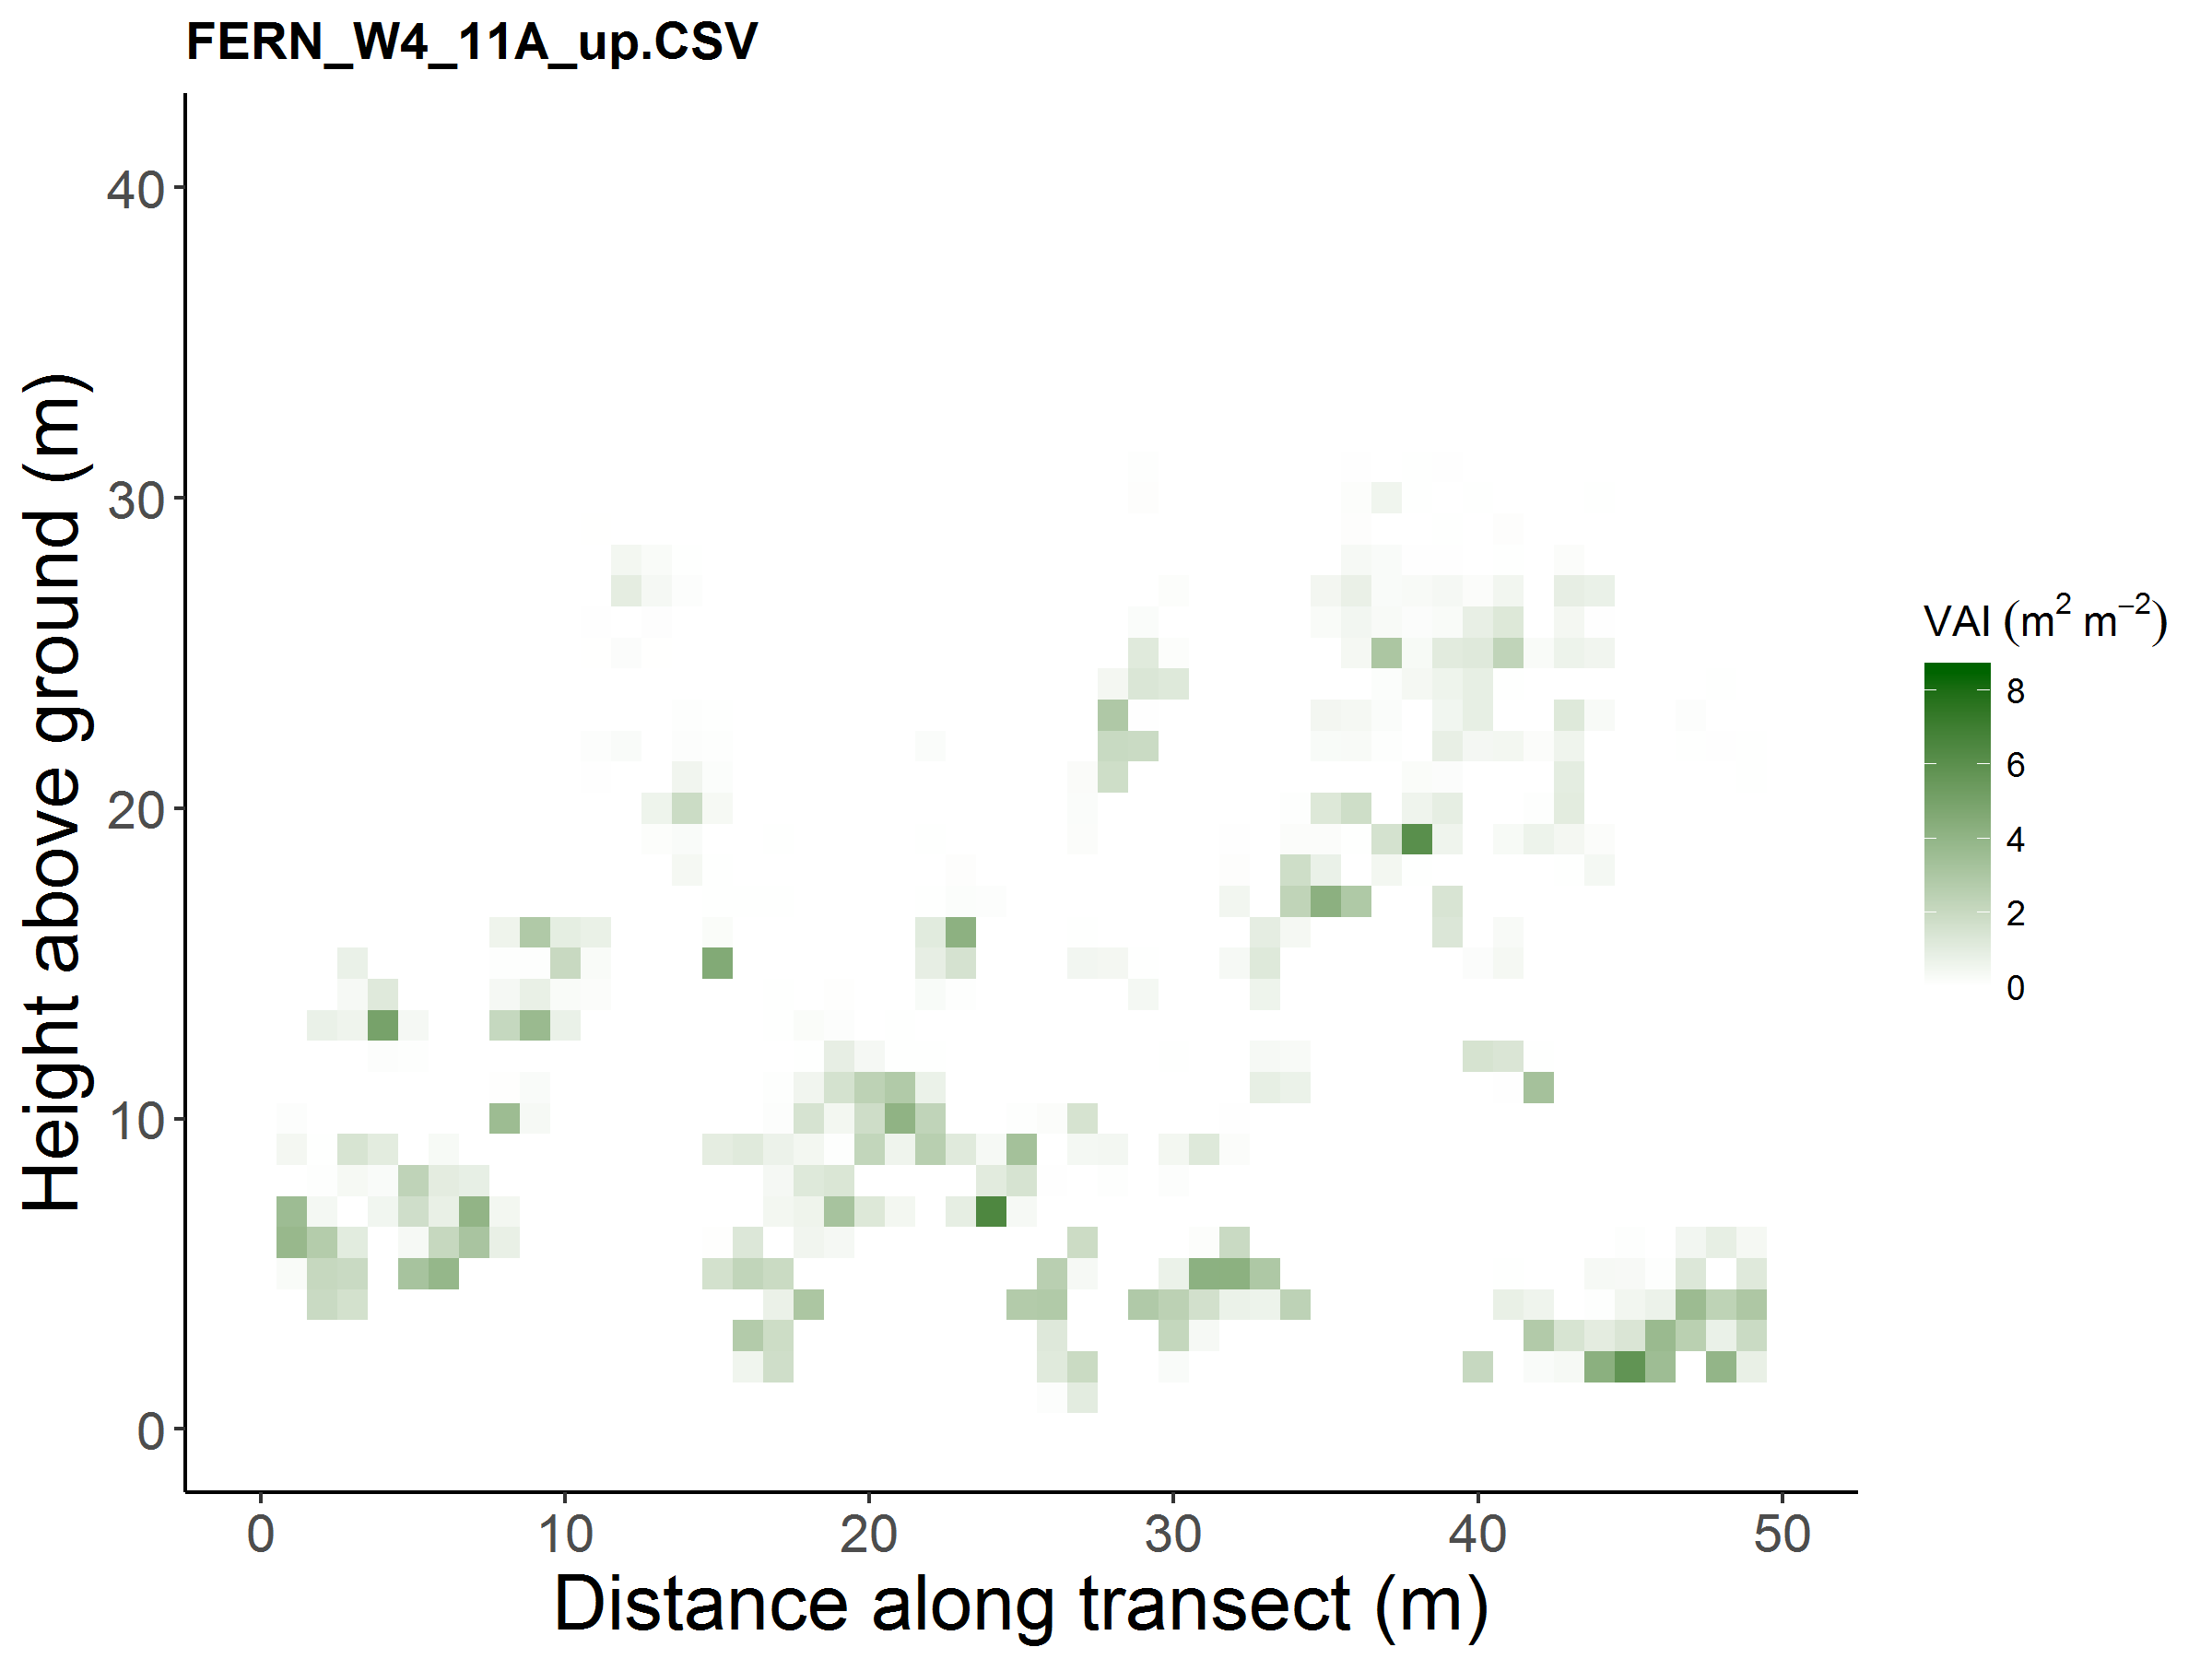 FERN_W4_11A_up.CSV
Height above ground (m)
40
30
20
10
0
0 10 20 30 40 50
Distance along transect (m)
VAI (m² m⁻²)
8
6
4
2
0